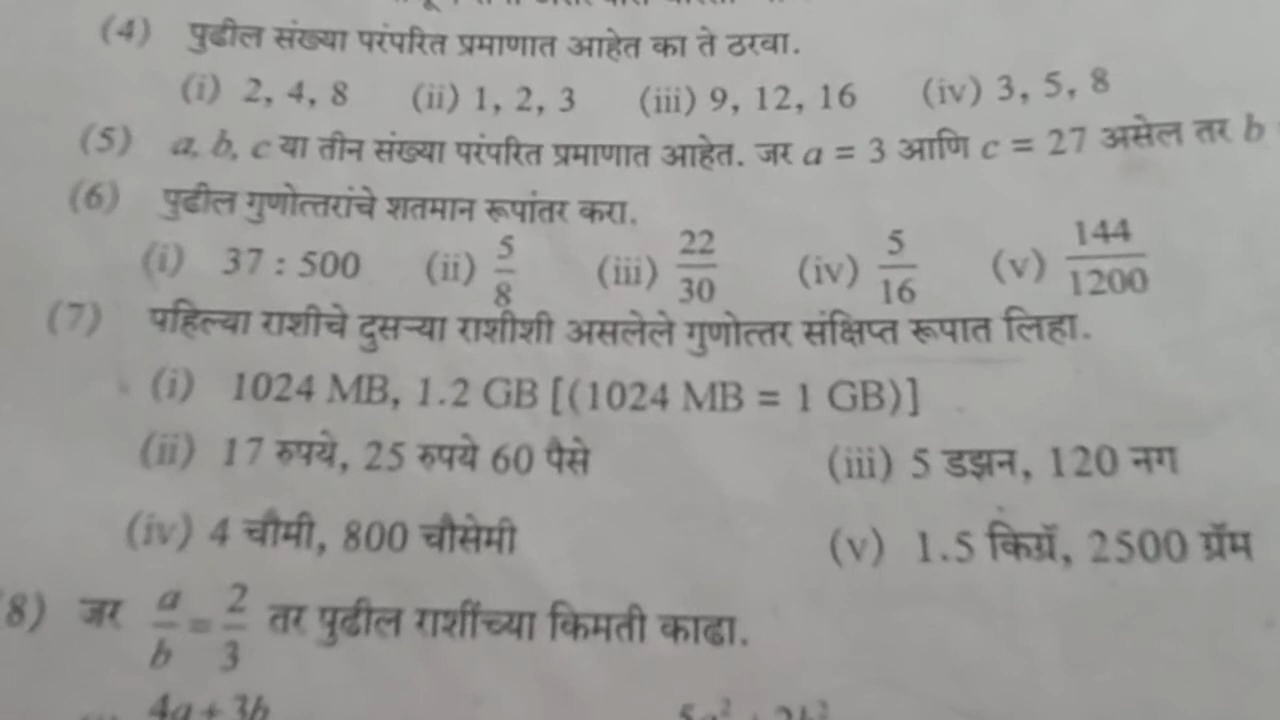 (4) पुढील संख्या परंपरित प्रमाणात आहेत का ते ठरवा.
(i) 2, 4, 8 (ii) 1, 2, 3 (iii) 9, 12, 16 (iv) 3, 5, 8
(5) a, b, c या तीन संख्या परंपरित प्रमाणात आहेत. जर a = 3 आणि c = 27 असेल तर b
(6) पुढील गुणोत्तरांचे शतमान रूपांतर करा.
(i) 37 : 500 (ii) 5/8 (iii) 22/30 (iv) 5/16 (v) 144/1200
(7) पहिल्या राशीचे दुसऱ्या राशीशी असलेले गुणोत्तर संक्षिप्त रूपात लिहा.
(i) 1024 MB, 1.2 GB [(1024 MB = 1 GB)]
(ii) 17 रुपये, 25 रुपये 60 पैसे (iii) 5 डझन, 120 नग
(iv) 4 चौमी, 800 चौसेमी (v) 1.5 किग्रॅ, 2500 ग्रॅम
8) जर a/b = 2/3 तर पुढील राशींच्या किमती काढा.
4a + 3b